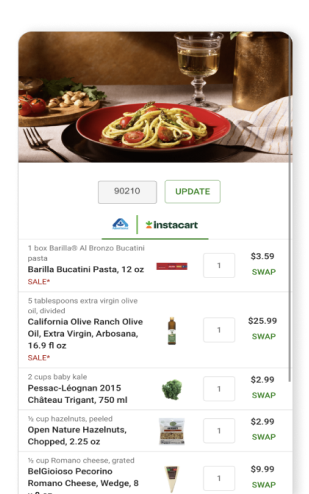 90210
UPDATE
instacart
1 box Barilla® Al Bronzo Bucatini
pasta
Barilla Bucatini Pasta, 12 oz
SALE*
1
$3.59
SWAP
5 tablespoons extra virgin olive
oil, divided
California Olive Ranch Olive
Oil, Extra Virgin, Arbosana,
16.9 fl oz
SALE*
1
$25.99
SWAP
2 cups baby kale
Pessac-Léognan 2015
Château Trigant, 750 ml
1
$2.99
SWAP
½ cup hazelnuts, peeled
Open Nature Hazelnuts,
Chopped, 2.25 oz
1
$2.99
SWAP
½ cup Romano cheese, grated
BelGioioso Pecorino
Romano Cheese, Wedge, 8
1
$9.99
SWAP